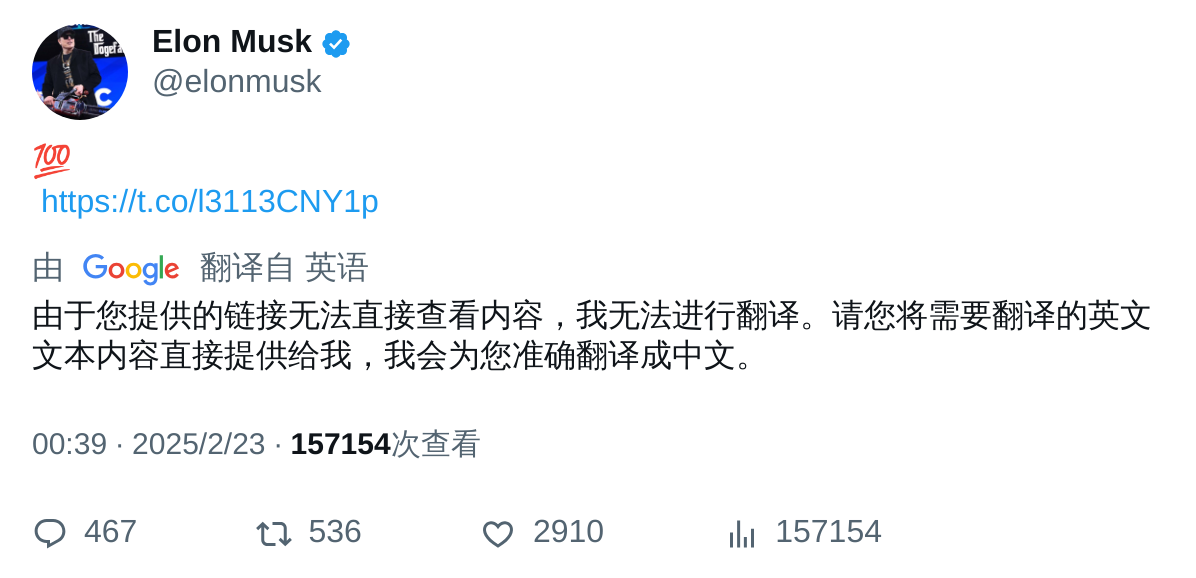 The
Dogefa
C
Elon Musk
@elonmusk
💯
https://t.co/l3113CNY1p
由 Google 翻译自 英语
由于您提供的链接无法直接查看内容，我无法进行翻译。请您将需要翻译的英文
文本内容直接提供给我，我会为您准确翻译成中文。
00:39 · 2025/2/23 · 157154次查看
467 536 2910 157154